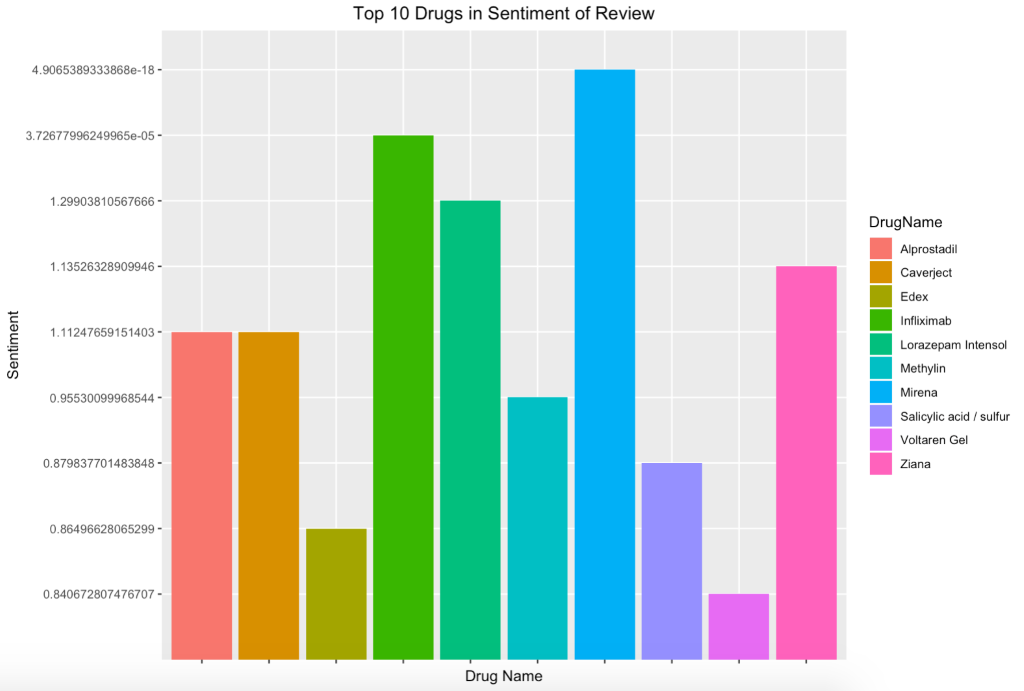 Top 10 Drugs in Sentiment of Review
4.9065389333868e-18
3.72677996249965e-05
1.29903810567666
1.13526328909946
1.11247659151403
0.95530099968544
0.879837701483848
0.86496628065299
0.840672807476707
Sentiment
Drug Name
DrugName
Alprostadil
Caverject
Edex
Infliximab
Lorazepam Intensol
Methylin
Mirena
Salicylic acid / sulfur
Voltaren Gel
Ziana